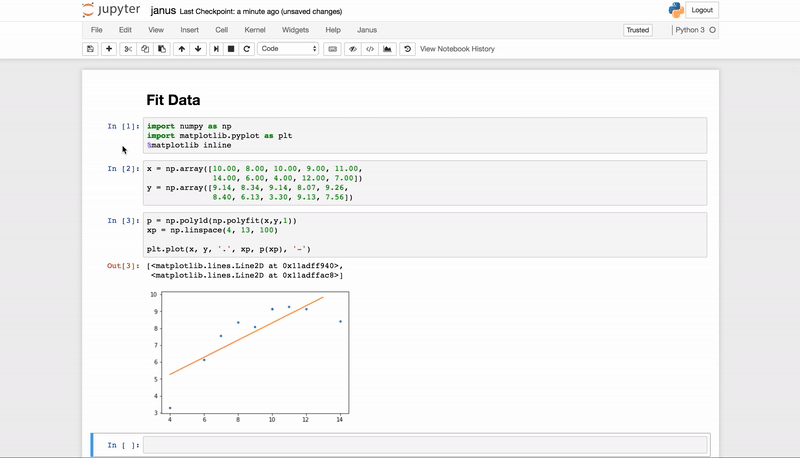 jupyter janus Last Checkpoint: a minute ago (unsaved changes) Logout
File Edit View Insert Cell Kernel Widgets Help Janus Trusted Python 3
Code View Notebook History
Fit Data
In [1]: import numpy as np
import matplotlib.pyplot as plt
%matplotlib inline
In [2]: x = np.array([10.00, 8.00, 10.00, 9.00, 11.00,
14.00, 6.00, 4.00, 12.00, 7.00])
y = np.array([9.14, 8.34, 9.14, 8.07, 9.26,
8.40, 6.13, 3.30, 9.13, 7.56])
In [3]: p = np.poly1d(np.polyfit(x,y,1))
xp = np.linspace(4, 13, 100)
plt.plot(x, y, '.', xp, p(xp), '-')
Out[3]: [<matplotlib.lines.Line2D at 0x11adff940>,
<matplotlib.lines.Line2D at 0x11adffac8>]
10
9
8
7
6
5
4
3
4 6 8 10 12 14
In [ ]: